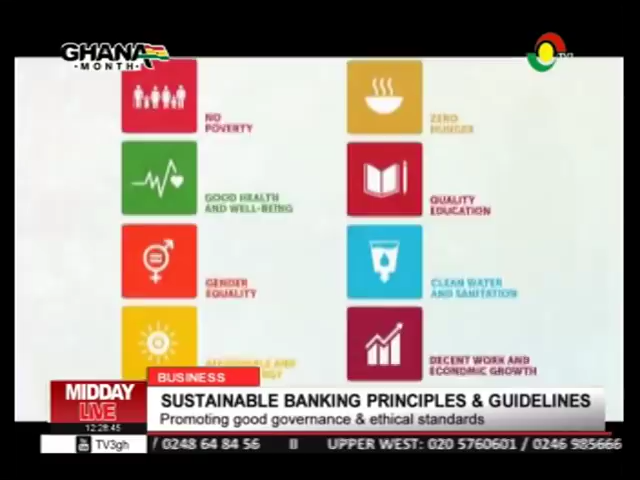 GHANA
MONTH
NO
POVERTY
ZERO
HUNGER
GOOD HEALTH
AND WELL-BEING
QUALITY
EDUCATION
GENDER
EQUALITY
CLEAN WATER
AND SANITATION
DECENT WORK AND
ECONOMIC GROWTH
BUSINESS
MIDDAY
LIVE
12:28:45
SUSTAINABLE BANKING PRINCIPLES & GUIDELINES
Promoting good governance & ethical standards
TV3gh / 0248 64 84 56 II UPPER WEST: 020 5760601 / 0246 985666